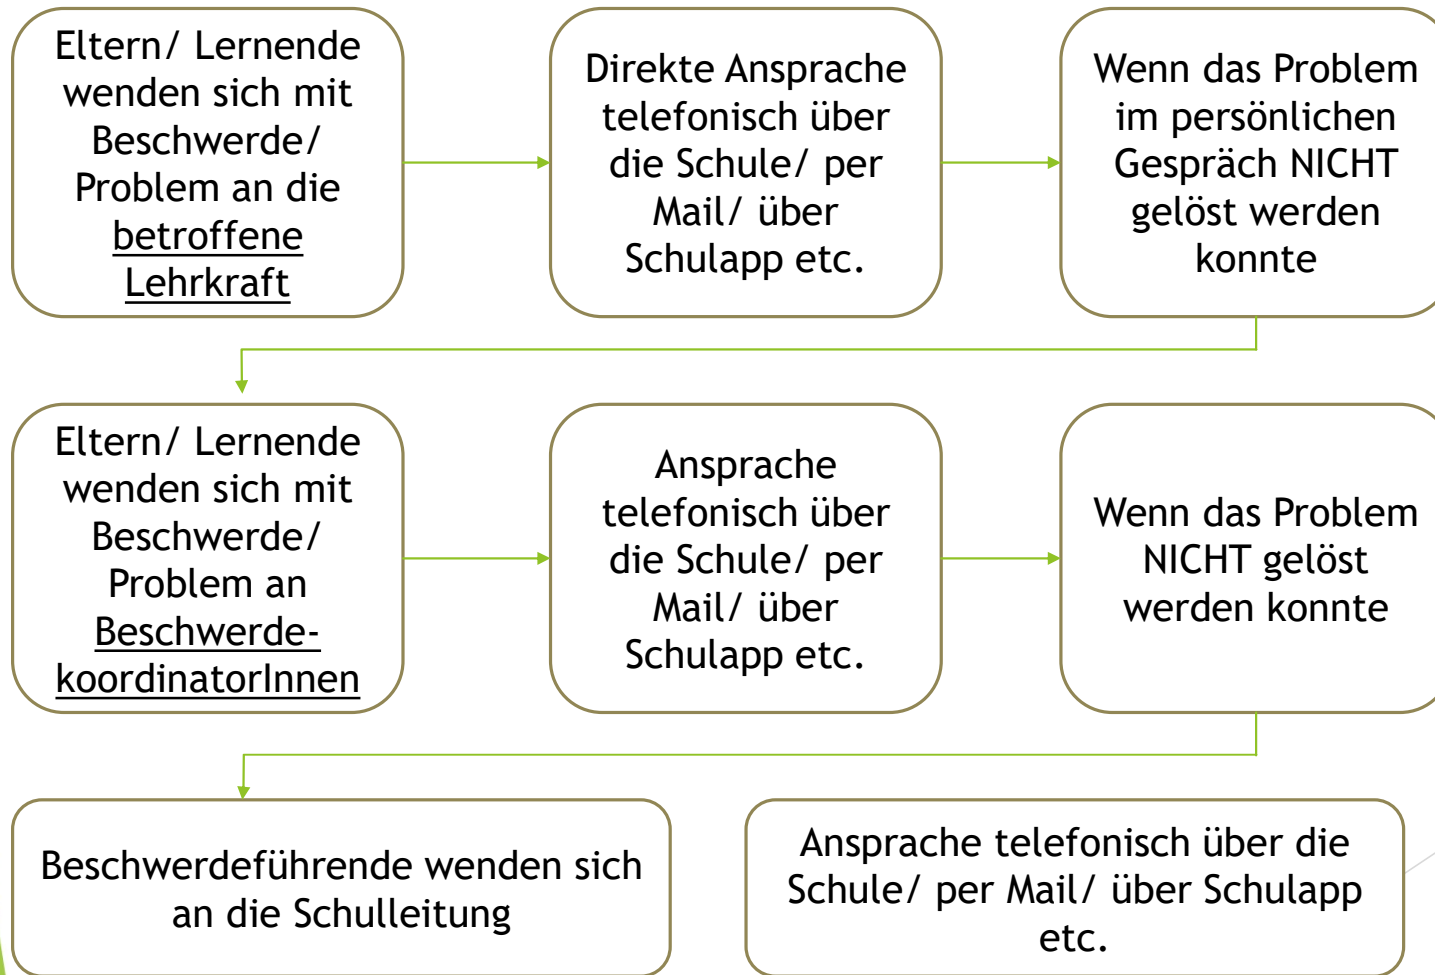 Eltern/ Lernende
wenden sich mit
Beschwerde/
Problem an die
betroffene
Lehrkraft
Direkte Ansprache
telefonisch über
die Schule/ per
Mail/ über
Schulapp etc.
Wenn das Problem
im persönlichen
Gespräch NICHT
gelöst werden
konnte
Eltern/ Lernende
wenden sich mit
Beschwerde/
Problem an
Beschwerde-
koordinatorInnen
Ansprache
telefonisch über
die Schule/ per
Mail/ über
Schulapp etc.
Wenn das Problem
NICHT gelöst
werden konnte
Beschwerdeführende wenden sich
an die Schulleitung
Ansprache telefonisch über die
Schule/ per Mail/ über Schulapp
etc.